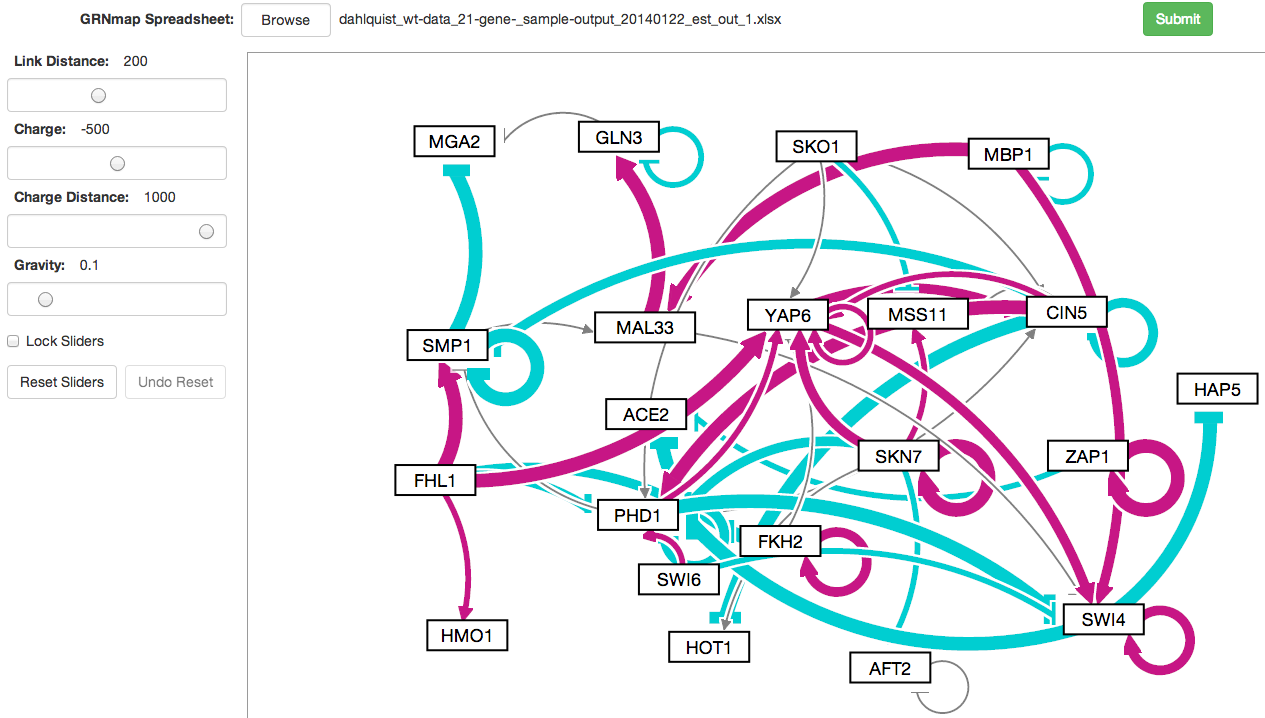 GRNmap Spreadsheet: Browse dahlquist_wt-data_21-gene-_sample-output_20140122_est_out_1.xlsx Submit
Link Distance: 200
Charge: -500
Charge Distance: 1000
Gravity: 0.1
Lock Sliders
Reset Sliders Undo Reset
MGA2
GLN3
SKO1
MBP1
SMP1
MAL33
YAP6
MSS11
CIN5
HAP5
ACE2
FHL1
SKN7
ZAP1
PHD1
FKH2
SWI6
HMO1
HOT1
SWI4
AFT2